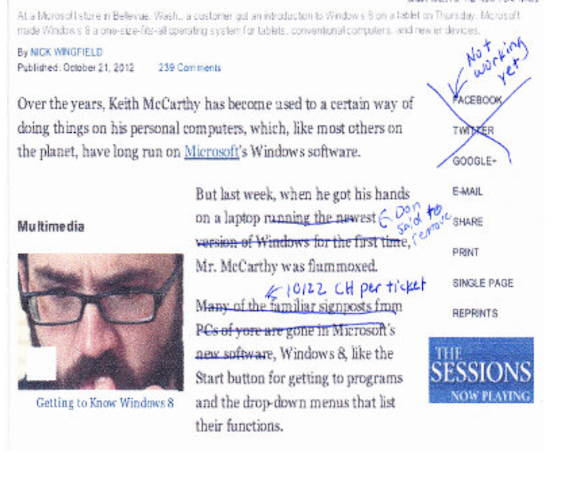 At a Microsoft store in Bellevue, Wash., a customer got an introduction to Windows 8 on a tablet on Thursday. Microsoft
made Windows 8 a one-size-fits-all operating system for tablets, conventional computers, and newer devices.
By NICK WINGFIELD
Published: October 21, 2012 239 Comments
Over the years, Keith McCarthy has become used to a certain way of
doing things on his personal computers, which, like most others on
the planet, have long run on Microsoft's Windows software.
But last week, when he got his hands
on a laptop running the newest
version of Windows for the first time,
Mr. McCarthy was flummoxed.
Don
said to
remove
10/22 CH per ticket
Many of the familiar signposts from
PCs of yore are gone in Microsoft's
new software, Windows 8, like the
Start button for getting to programs
and the drop-down menus that list
their functions.
Multimedia
Getting to Know Windows 8
Not
working
yet
FACEBOOK
TWITTER
GOOGLE+
E-MAIL
SHARE
PRINT
SINGLE PAGE
REPRINTS
THE
SESSIONS
NOW PLAYING